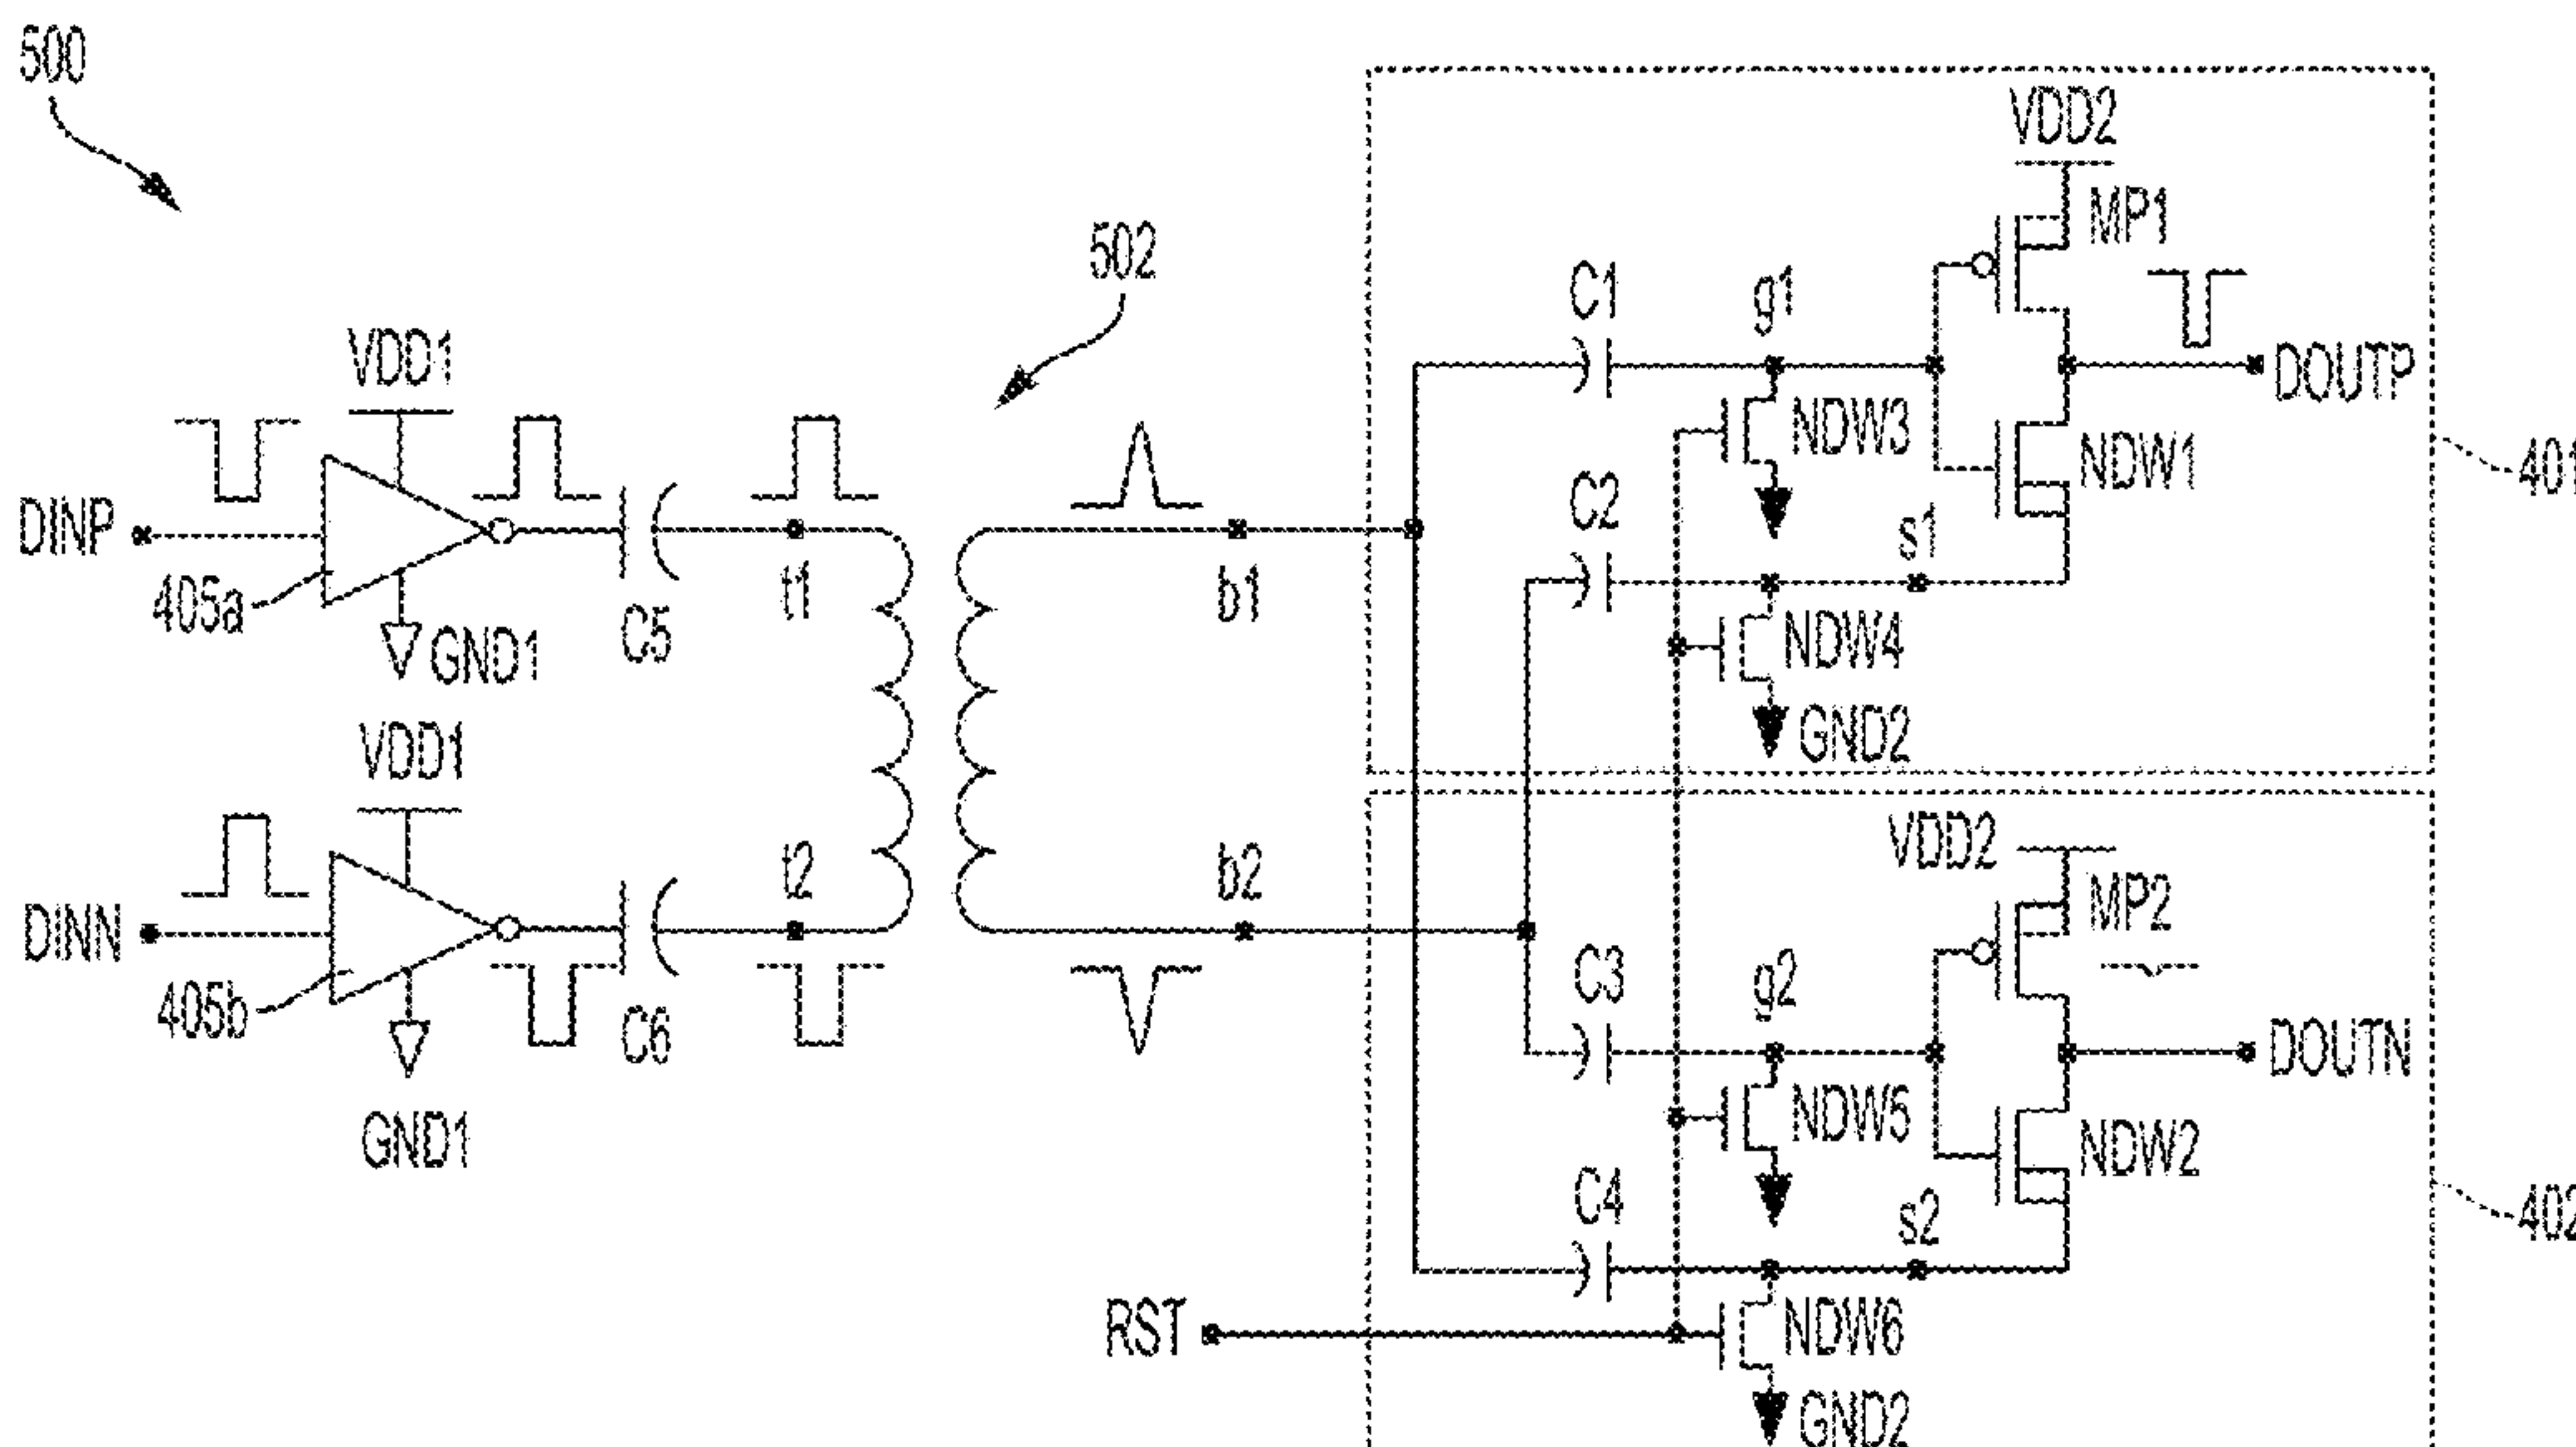 500
502
VDD1
DINP
405a
GND1
C5
t1
b1
VDD1
DINN
405b
GND1
C6
t2
b2
RST
VDD2
MP1
C1
g1
NDW3
DOUTP
NDW1
C2
s1
NDW4
GND2
401
VDD2
MP2
C3
g2
NDW5
DOUTN
NDW2
C4
s2
NDW6
GND2
402